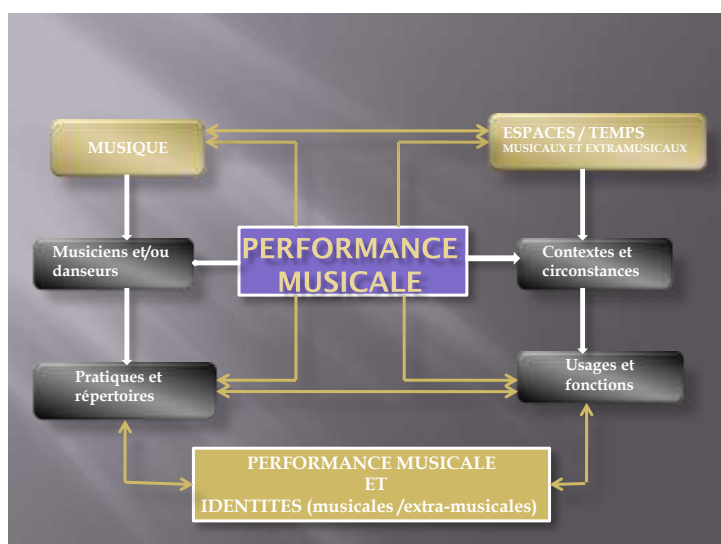 MUSIQUE
ESPACES / TEMPS
MUSICAUX ET EXTRAMUSICAUX
Musiciens et/ou
danseurs
PERFORMANCE
MUSICALE
Contextes et
circonstances
Pratiques et
répertoires
Usages et
fonctions
PERFORMANCE MUSICALE
ET
IDENTITES (musicales /extra-musicales)